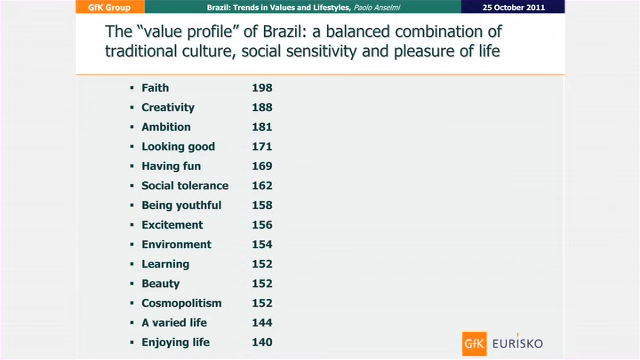 GfK Group Brazil: Trends in Values and Lifestyles, Paolo Anselmi 25 October 2011
The “value profile” of Brazil: a balanced combination of
traditional culture, social sensitivity and pleasure of life
▪ Faith 198
▪ Creativity 188
▪ Ambition 181
▪ Looking good 171
▪ Having fun 169
▪ Social tolerance 162
▪ Being youthful 158
▪ Excitement 156
▪ Environment 154
▪ Learning 152
▪ Beauty 152
▪ Cosmopolitism 152
▪ A varied life 144
▪ Enjoying life 140
GfK EURISKO